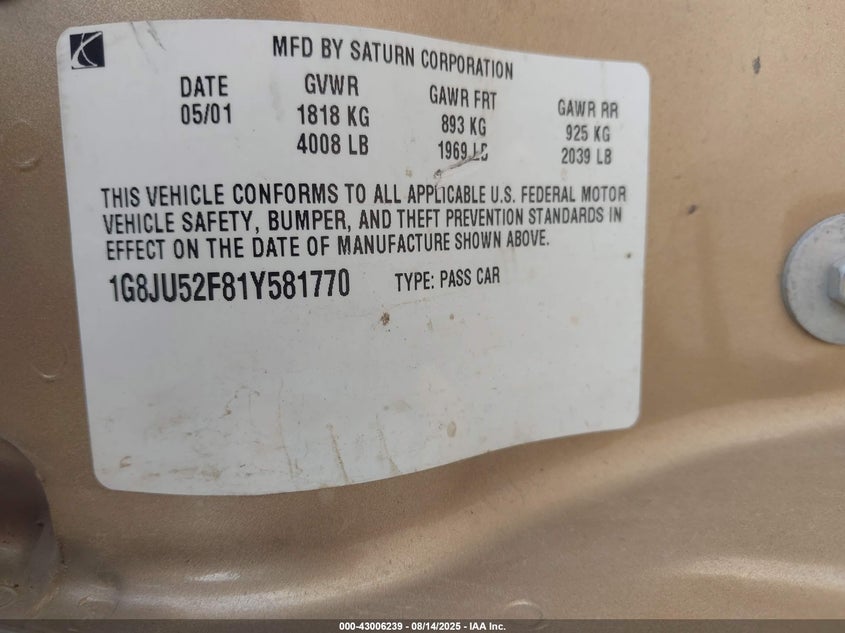 MFD BY SATURN CORPORATION
DATE GVWR GAWR FRT GAWR RR
05/01 1818 KG 893 KG 925 KG
4008 LB 1969 LB 2039 LB
THIS VEHICLE CONFORMS TO ALL APPLICABLE U.S. FEDERAL MOTOR
VEHICLE SAFETY, BUMPER, AND THEFT PREVENTION STANDARDS IN
EFFECT ON THE DATE OF MANUFACTURE SHOWN ABOVE.
1G8JU52F81Y581770 TYPE: PASS CAR
000-43006239 - 08/14/2025 - IAA Inc.